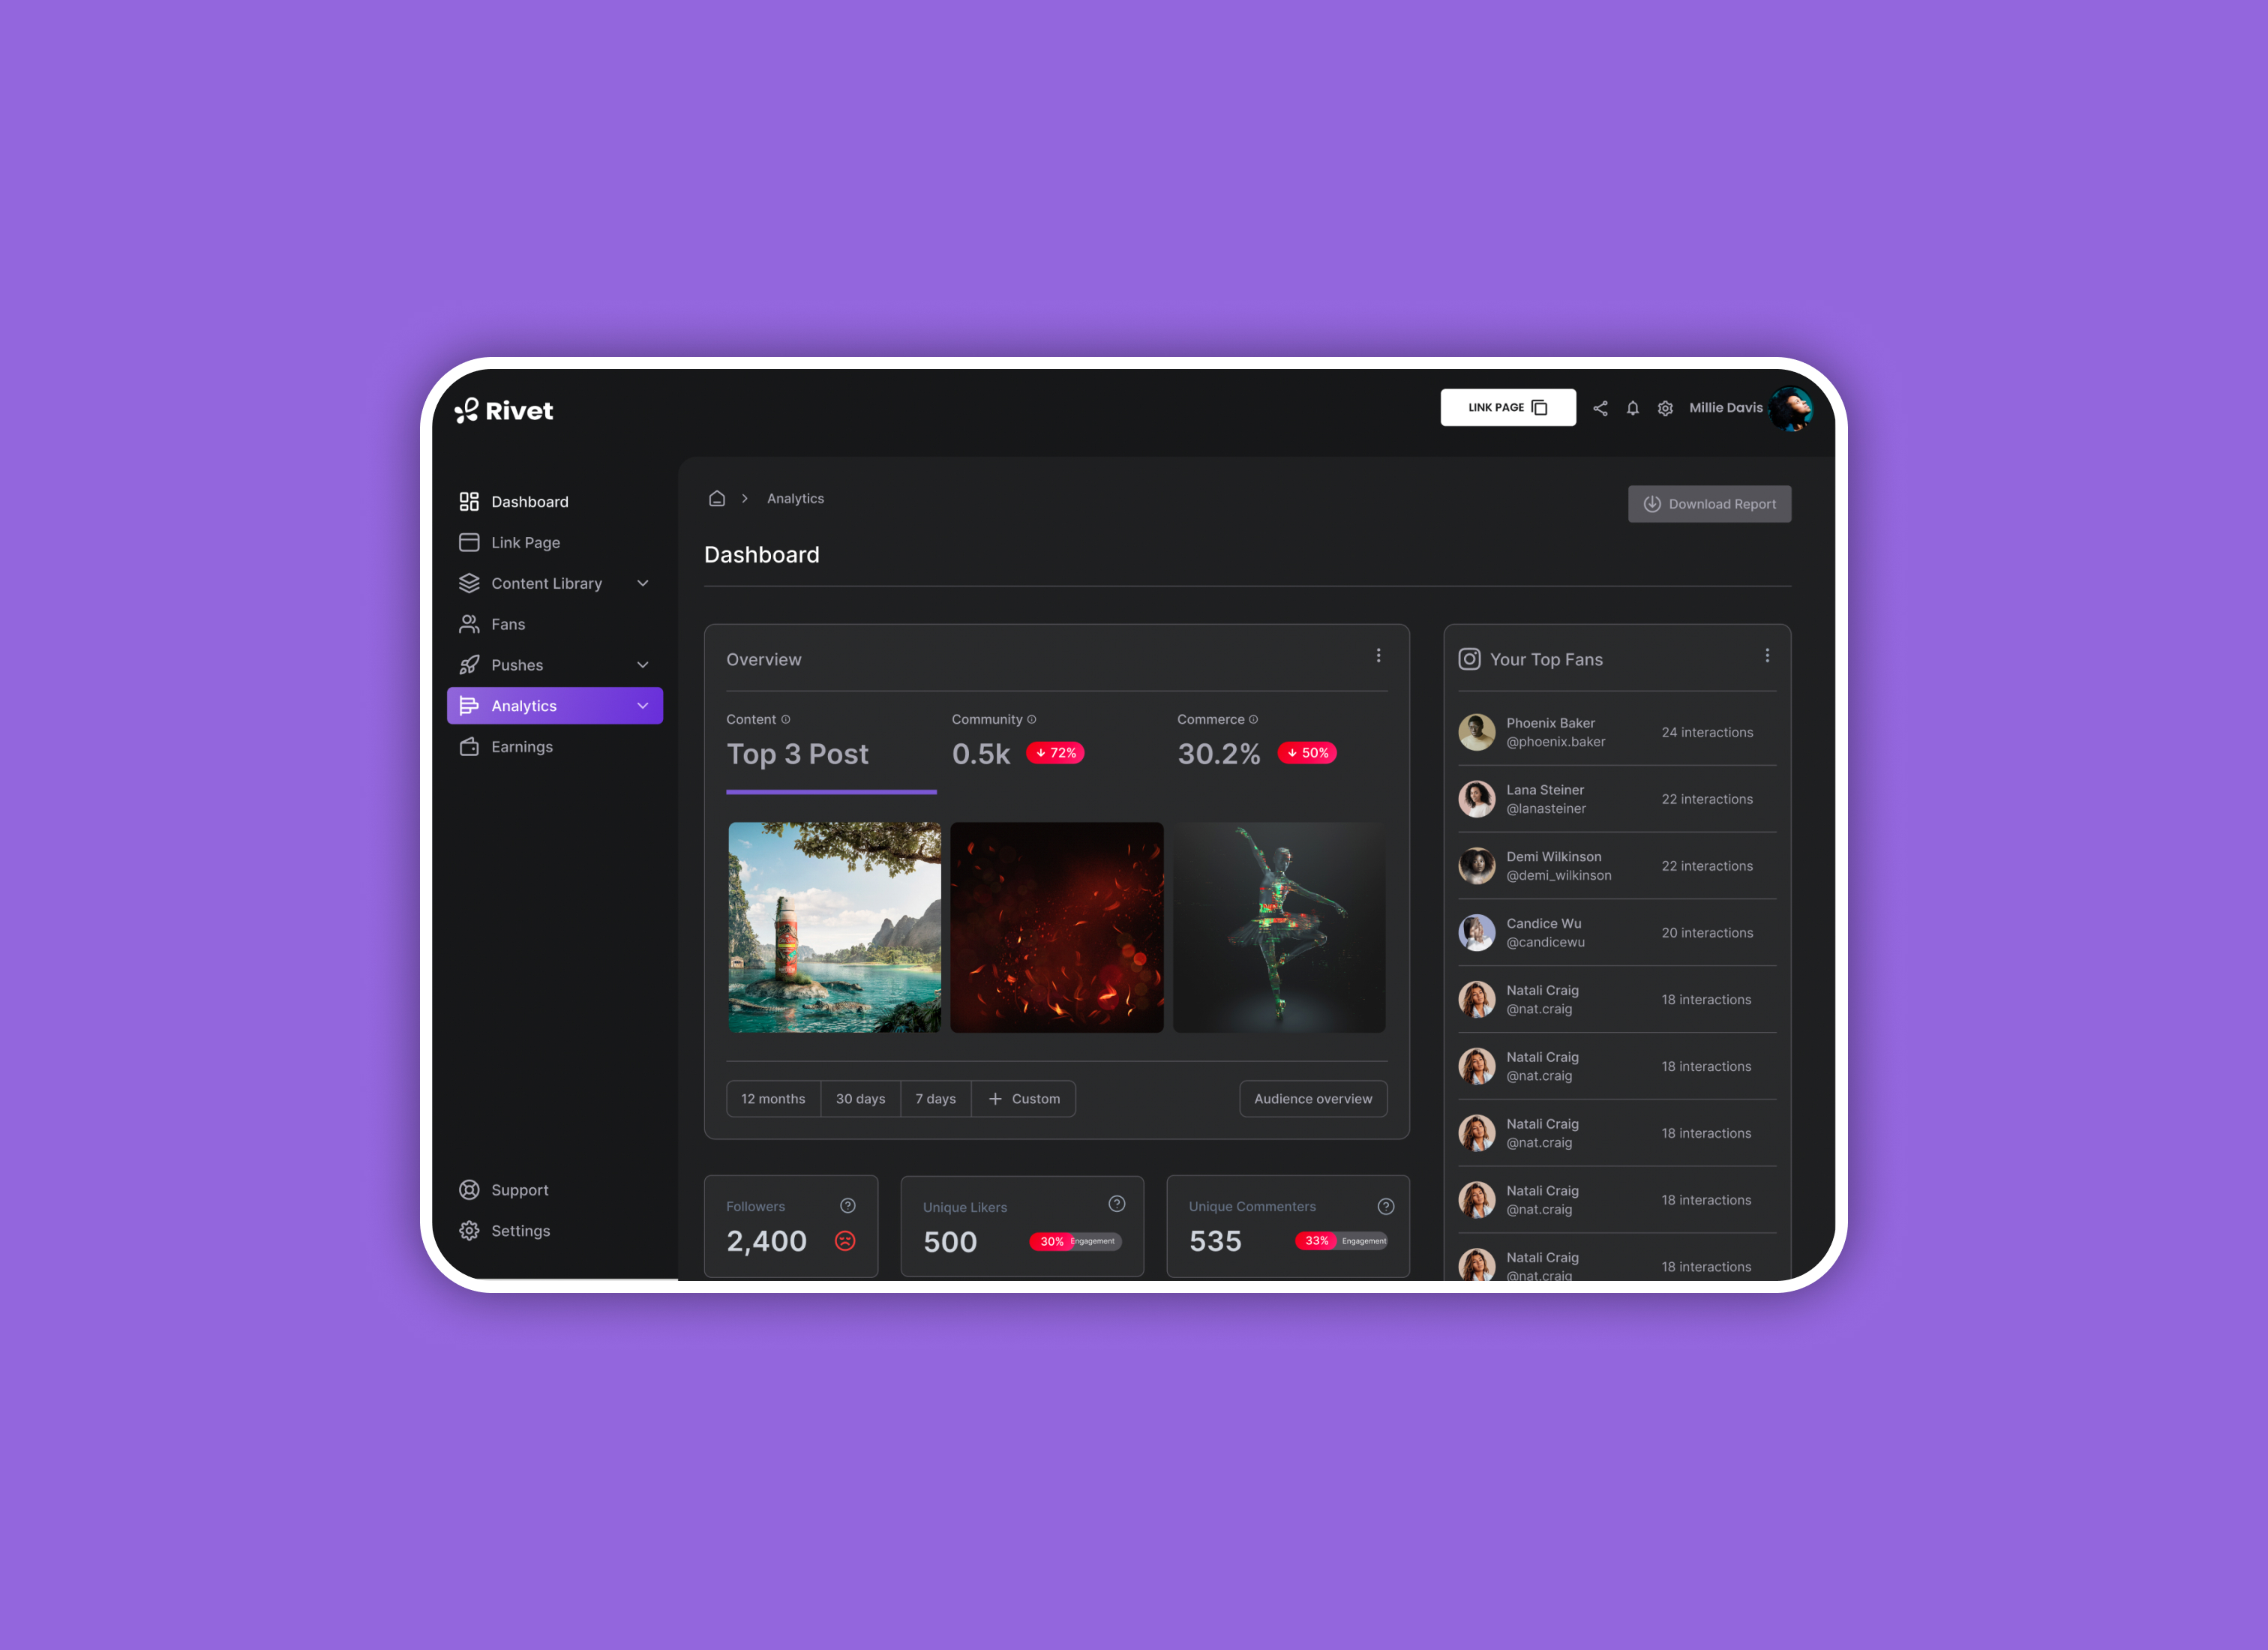 Rivet
LINK PAGE
Millie Davis
Dashboard
Link Page
Content Library
Fans
Pushes
Analytics
Earnings
Support
Settings
Analytics
Download Report
Dashboard
Overview
Content
Top 3 Post
Community
0.5k
72%
Commerce
30.2%
50%
12 months
30 days
7 days
Custom
Audience overview
Followers
2,400
Unique Likers
500
30% Engagement
Unique Commenters
535
33% Engagement
Your Top Fans
Phoenix Baker
@phoenix.baker
24 interactions
Lana Steiner
@lanasteiner
22 interactions
Demi Wilkinson
@demi_wilkinson
22 interactions
Candice Wu
@candicewu
20 interactions
Natali Craig
@nat.craig
18 interactions
Natali Craig
@nat.craig
18 interactions
Natali Craig
@nat.craig
18 interactions
Natali Craig
@nat.craig
18 interactions
Natali Craig
@nat.craig
18 interactions